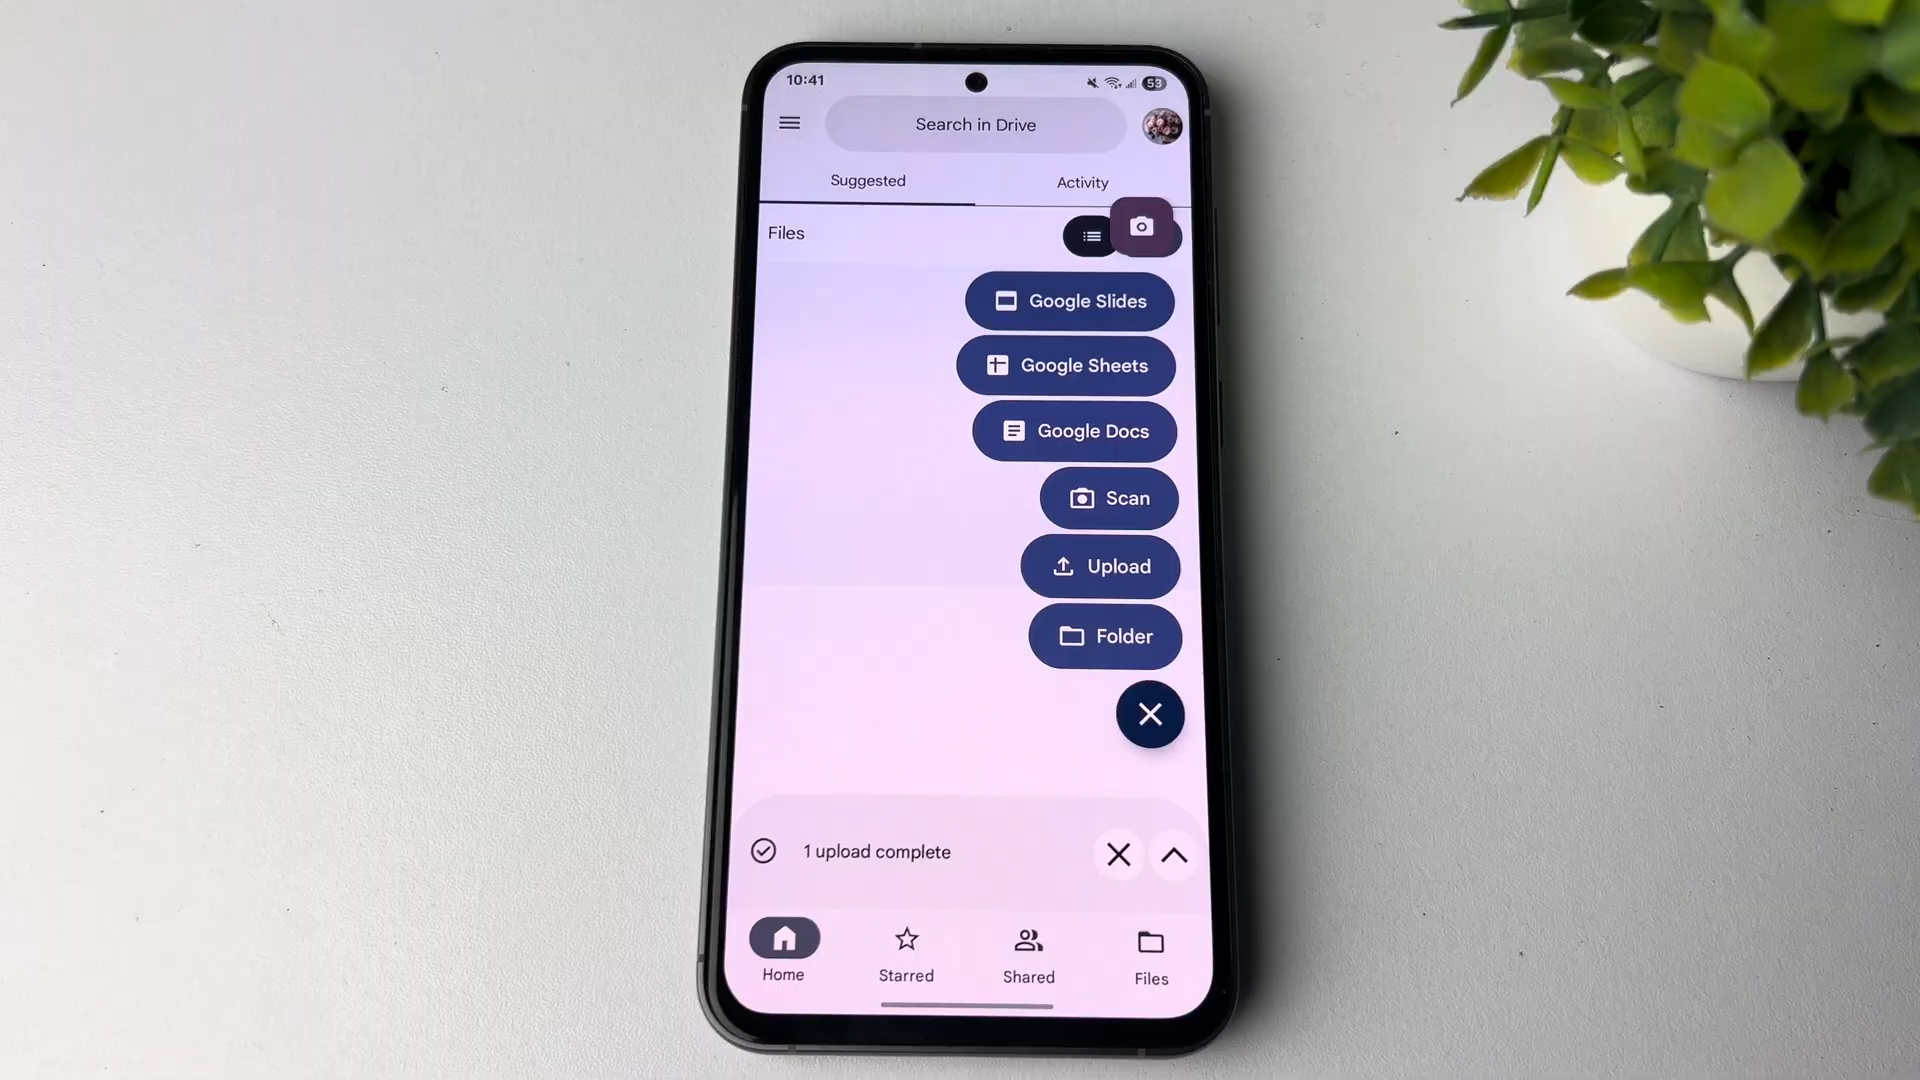 10:41
53
Search in Drive
Suggested
Activity
Files
Google Slides
Google Sheets
Google Docs
Scan
Upload
Folder
1 upload complete
Home
Starred
Shared
Files